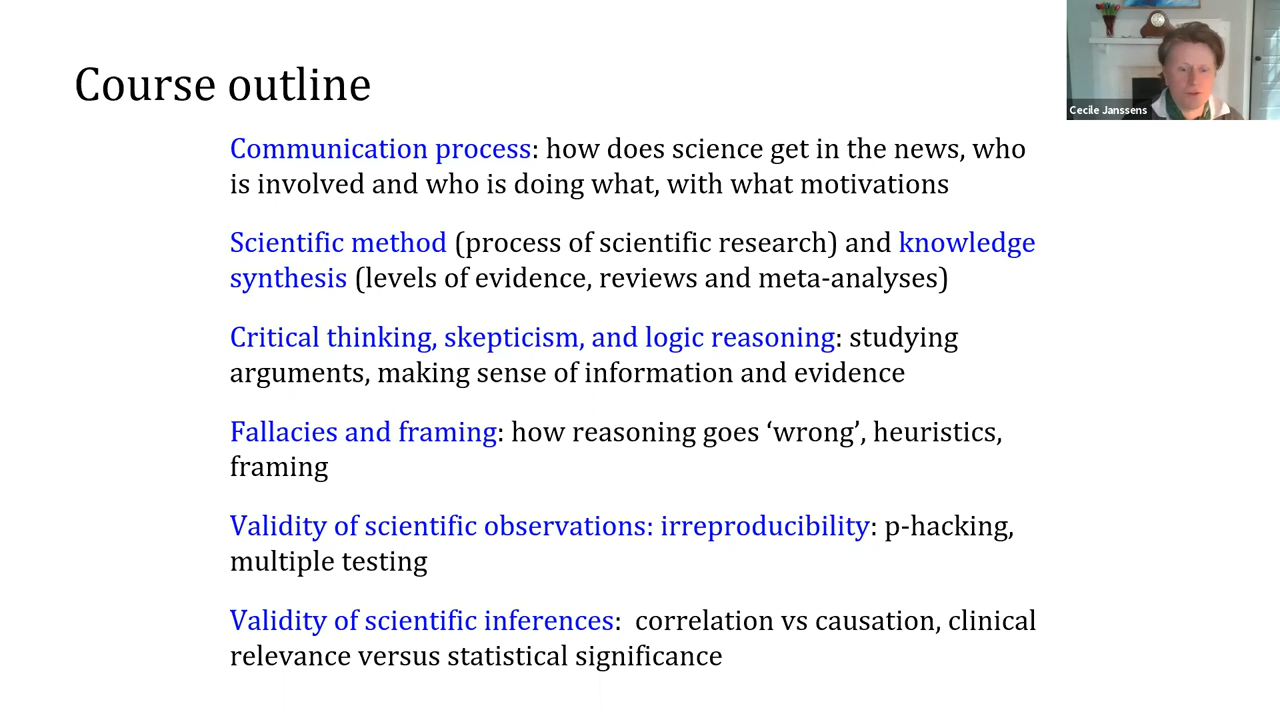 Course outline
Cecile Janssens
Communication process: how does science get in the news, who
is involved and who is doing what, with what motivations
Scientific method (process of scientific research) and knowledge
synthesis (levels of evidence, reviews and meta-analyses)
Critical thinking, skepticism, and logic reasoning: studying
arguments, making sense of information and evidence
Fallacies and framing: how reasoning goes ‘wrong’, heuristics,
framing
Validity of scientific observations: irreproducibility: p-hacking,
multiple testing
Validity of scientific inferences:  correlation vs causation, clinical
relevance versus statistical significance